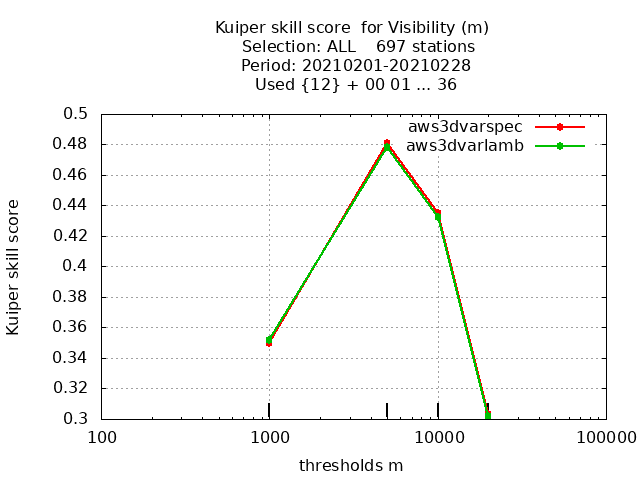 Kuiper skill score  for Visibility (m)
Selection: ALL    697 stations
Period: 20210201-20210228
Used {12} + 00 01 ... 36
aws3dvarspec
aws3dvarlamb
Kuiper skill score
0.5
0.48
0.46
0.44
0.42
0.4
0.38
0.36
0.34
0.32
0.3
100
1000
10000
100000
thresholds m